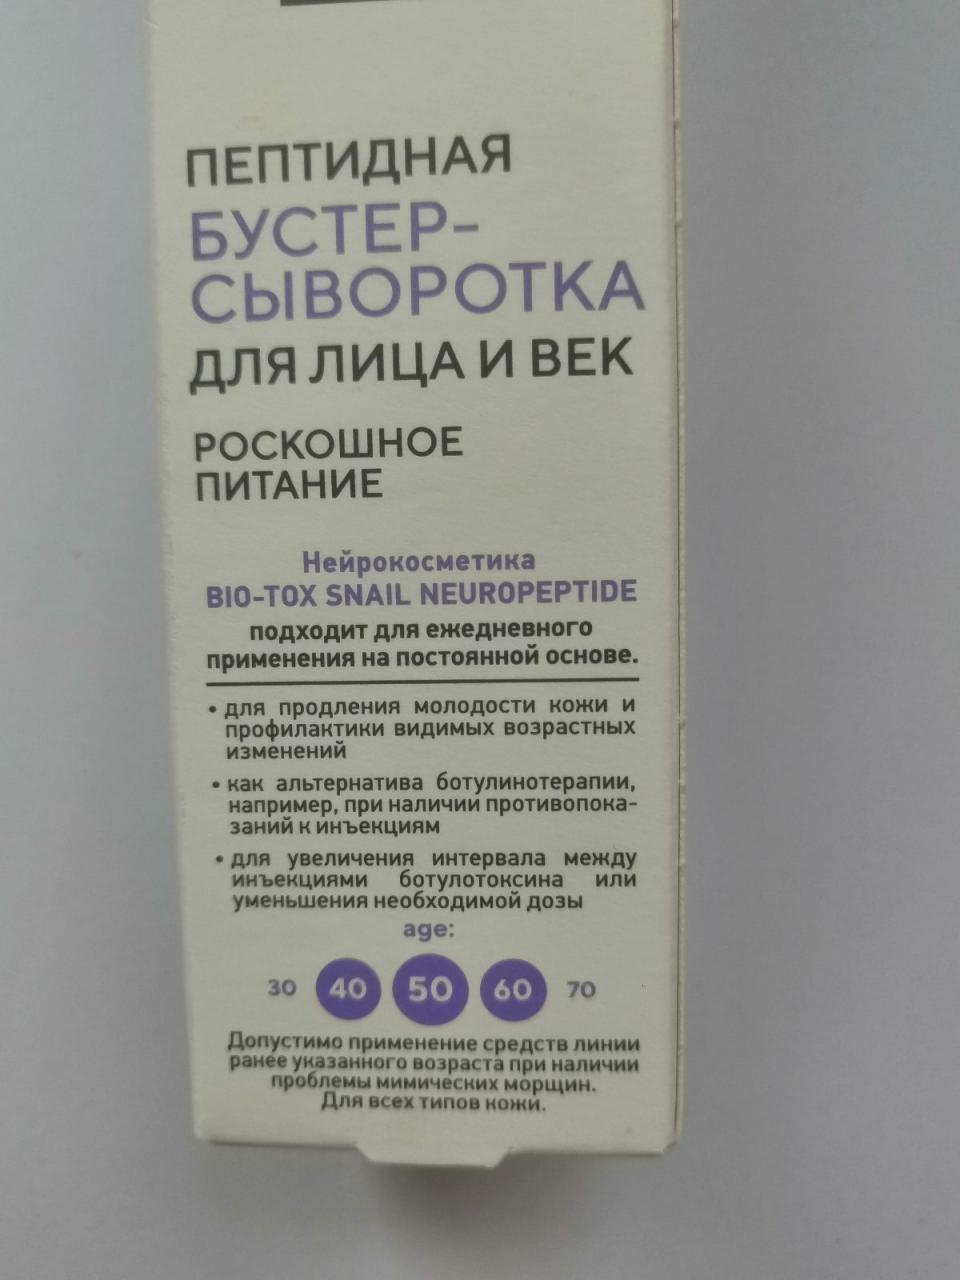 ПЕПТИДНАЯ
БУСТЕР-
СЫВОРОТКА
ДЛЯ ЛИЦА И ВЕК
РОСКОШНОЕ
ПИТАНИЕ
Нейрокосметика
BIO-TOX SNAIL NEUROPEPTIDE
подходит для ежедневного
применения на постоянной основе.
• для продления молодости кожи и
профилактики видимых возрастных
изменений
• как альтернатива ботулинотерапии,
например, при наличии противопока-
заний к инъекциям
• для увеличения интервала между
инъекциями ботулотоксина или
уменьшения необходимой дозы
age:
30 40 50 60 70
Допустимо применение средств линии
ранее указанного возраста при наличии
проблемы мимических морщин.
Для всех типов кожи.